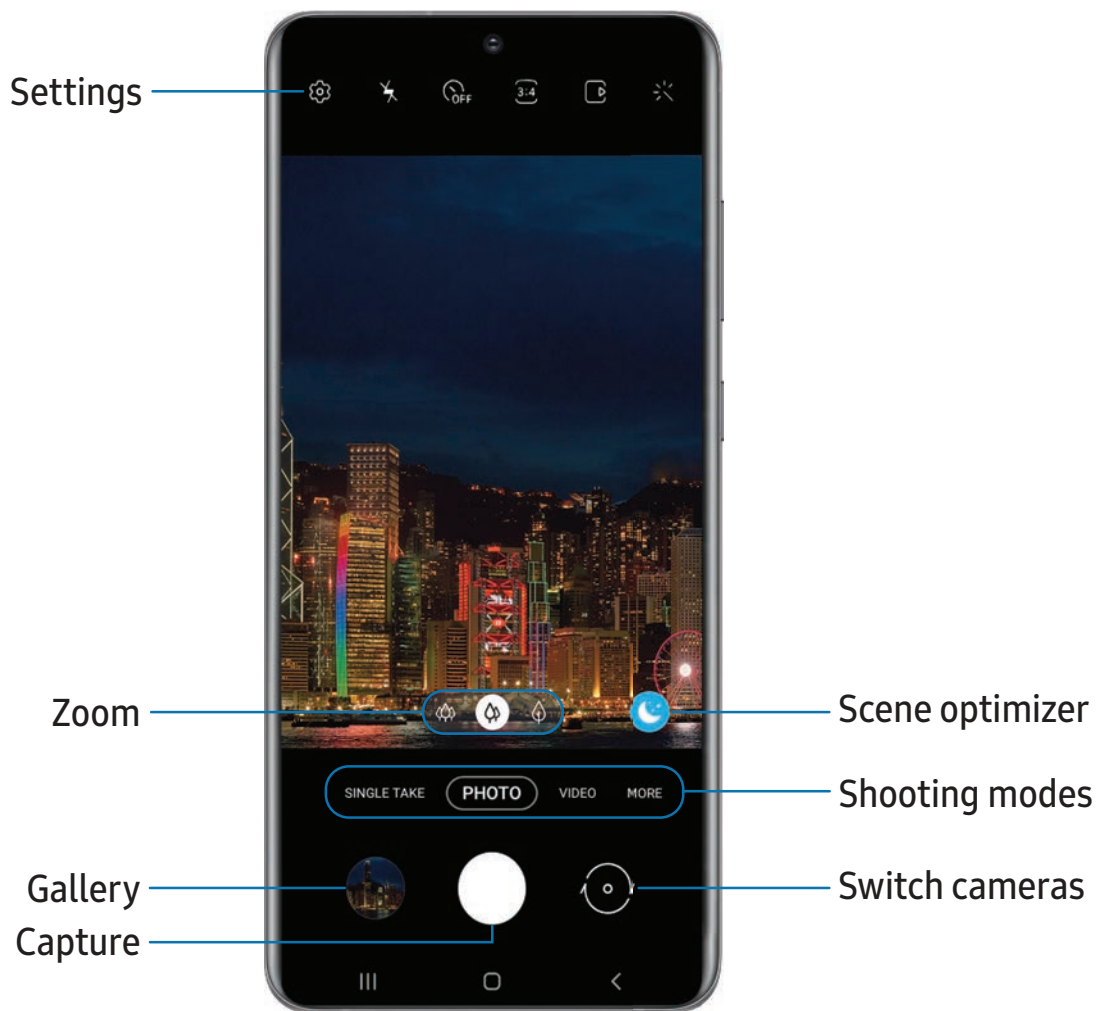 Settings
OFF
3:4
Zoom
Scene optimizer
SINGLE TAKE PHOTO VIDEO MORE
Shooting modes
Gallery
Switch cameras
Capture